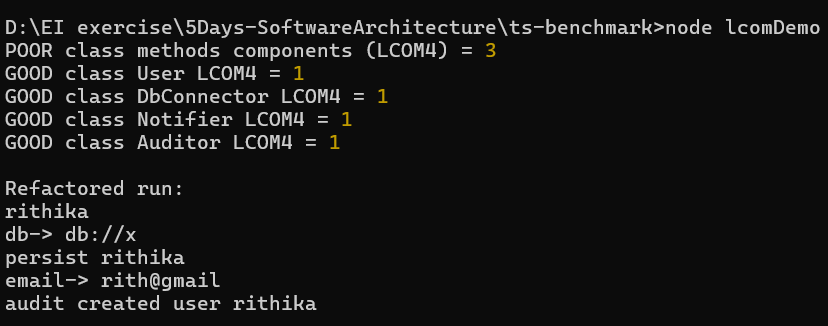 D:\EI exercise\5Days-SoftwareArchitecture\ts-benchmark>node lcomDemo
POOR class methods components (LCOM4) = 3
GOOD class User LCOM4 = 1
GOOD class DbConnector LCOM4 = 1
GOOD class Notifier LCOM4 = 1
GOOD class Auditor LCOM4 = 1
Refactored run:
rithika
db-> db://x
persist rithika
email-> rith@gmail
audit created user rithika